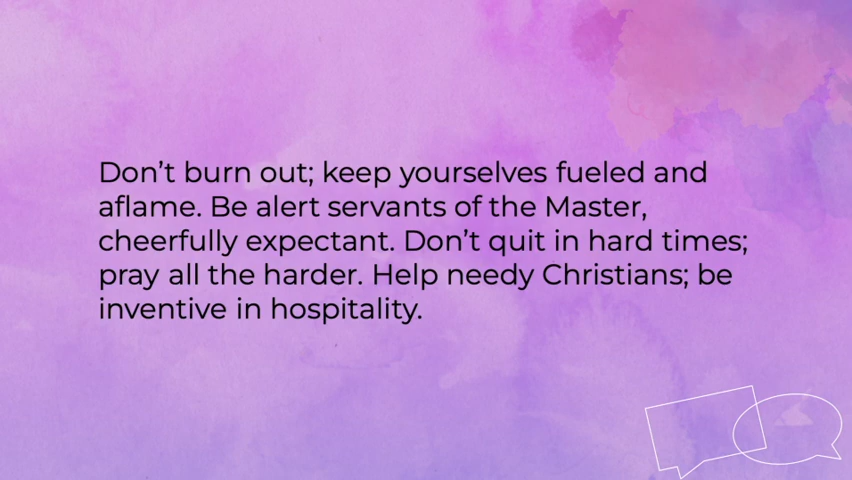 Don’t burn out; keep yourselves fueled and
aflame. Be alert servants of the Master,
cheerfully expectant. Don’t quit in hard times;
pray all the harder. Help needy Christians; be
inventive in hospitality.